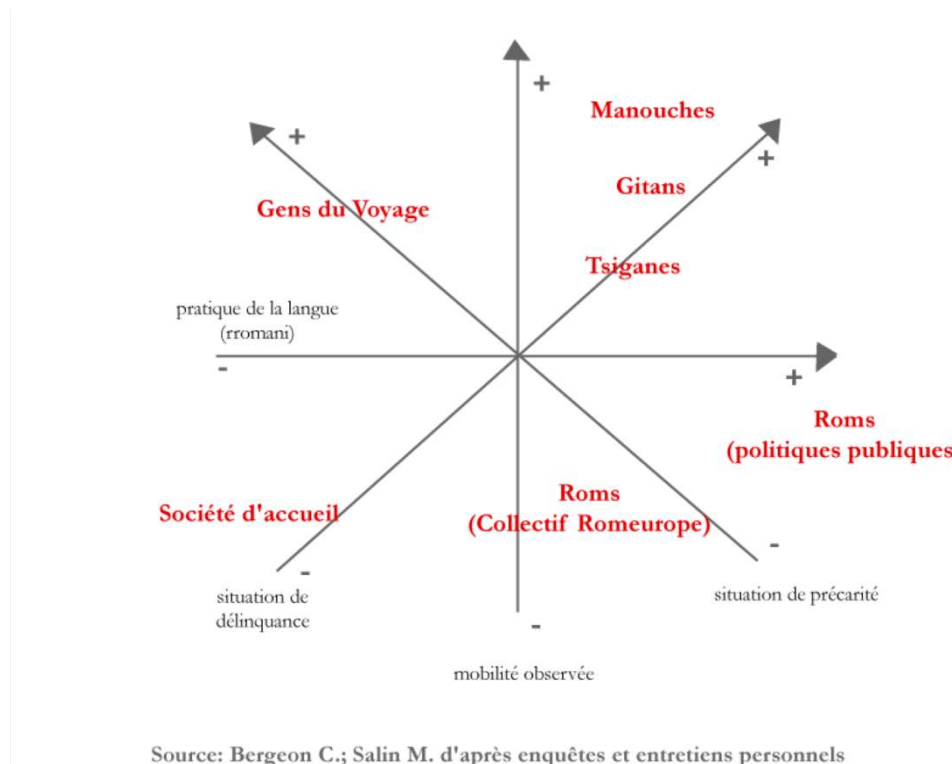 +
Manouches
+
+
Gitans
Gens du Voyage
Tsiganes
pratique de la langue
(rromani)
-
+
Roms
(politiques publiques
Roms
(Collectif Romeurope)
Société d'accueil
-
-
situation de
délinquance
situation de précarité
-
mobilité observée
Source: Bergeon C.; Salin M. d'après enquêtes et entretiens personnels